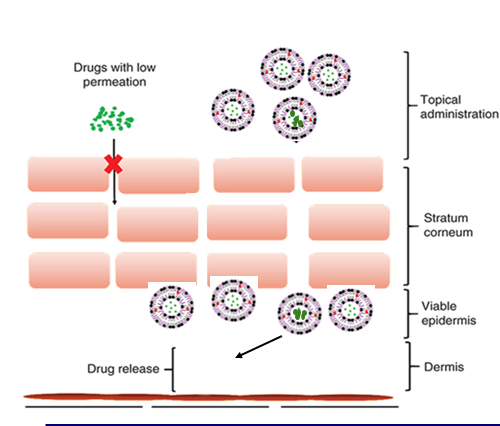 Drugs with low
permeation
Topical
administration
Stratum
corneum
Viable
epidermis
Drug release
Dermis